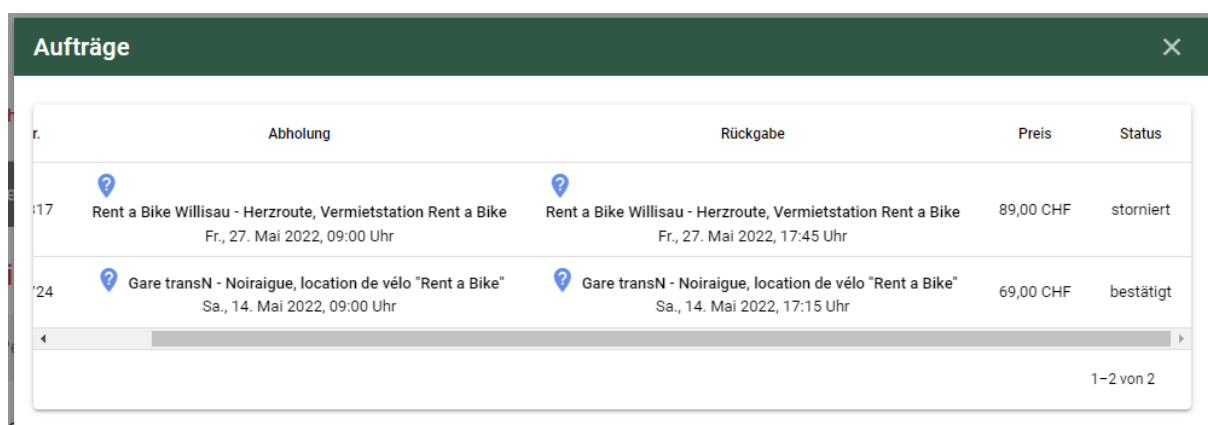 Aufträge
r. Abholung Rückgabe Preis Status
Rent a Bike Willisau - Herzroute, Vermietstation Rent a Bike Rent a Bike Willisau - Herzroute, Vermietstation Rent a Bike
317 89,00 CHF storniert
Fr., 27. Mai 2022, 09:00 Uhr Fr., 27. Mai 2022, 17:45 Uhr
Gare transN - Noiraigue, location de vélo "Rent a Bike" Gare transN - Noiraigue, location de vélo "Rent a Bike"
724 69,00 CHF bestätigt
Sa., 14. Mai 2022, 09:00 Uhr Sa., 14. Mai 2022, 17:15 Uhr
1–2 von 2